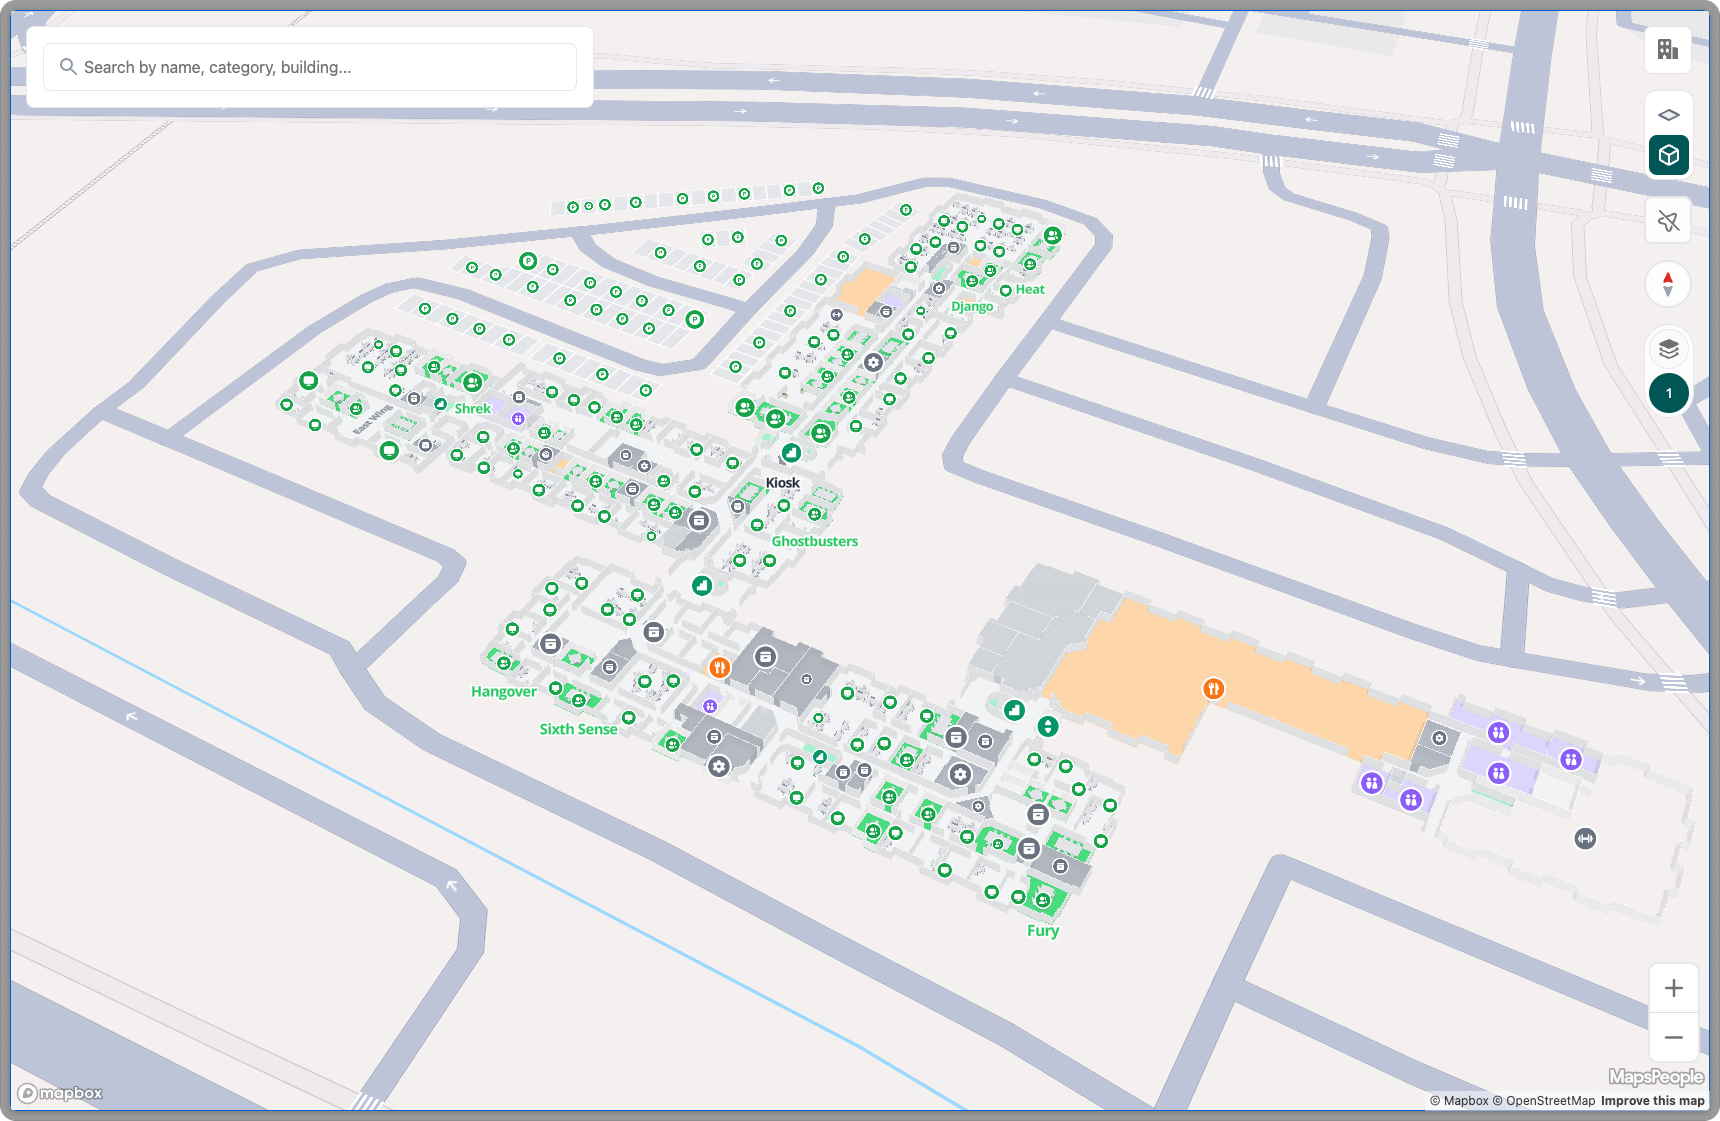 Search by name, category, building...
Heat
Django
Shrek
East Wing
Kiosk
Ghostbusters
Hangover
Sixth Sense
Fury
1
mapbox
MapsPeople
© Mapbox © OpenStreetMap Improve this map